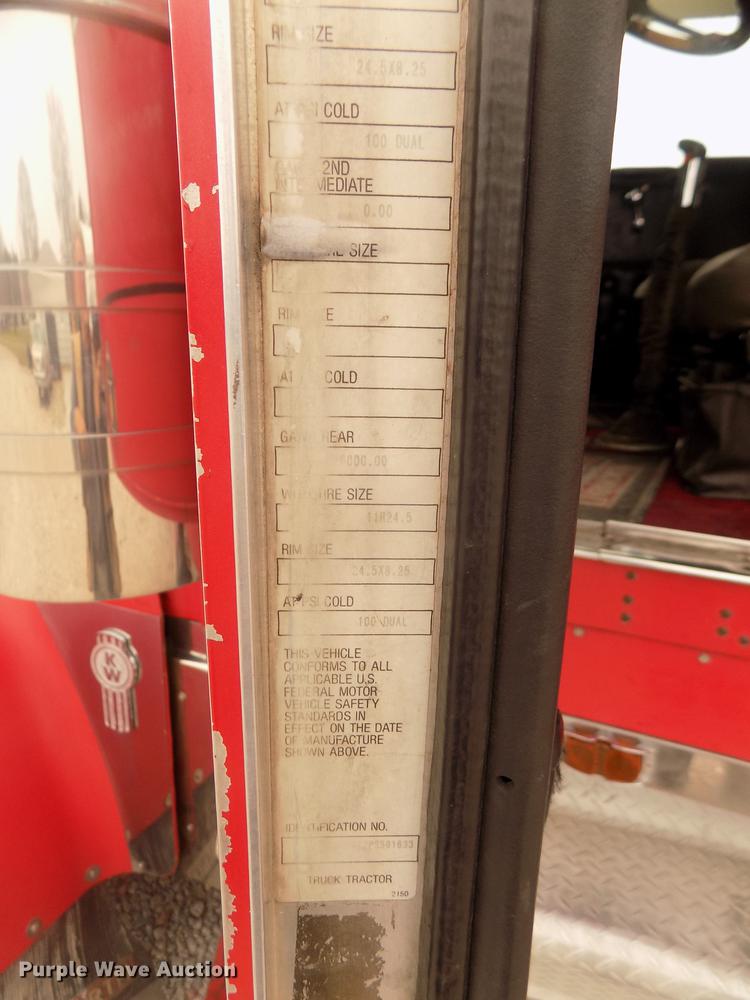 RIM SIZE
24.5X8.25
AT PSI COLD
100 DUAL
2ND
INTERMEDIATE
0.00
SIZE
RIM
AT COLD
GAWR REAR
000.00
WITH TIRE SIZE
11R24.5
RIM SIZE
24.5X8.25
AT PSI COLD
100 DUAL
THIS VEHICLE
CONFORMS TO ALL
APPLICABLE U.S.
FEDERAL MOTOR
VEHICLE SAFETY
STANDARDS IN
EFFECT ON THE DATE
OF MANUFACTURE
SHOWN ABOVE.
IDENTIFICATION NO.
TRUCK TRACTOR
2150
KW
Purple Wave Auction